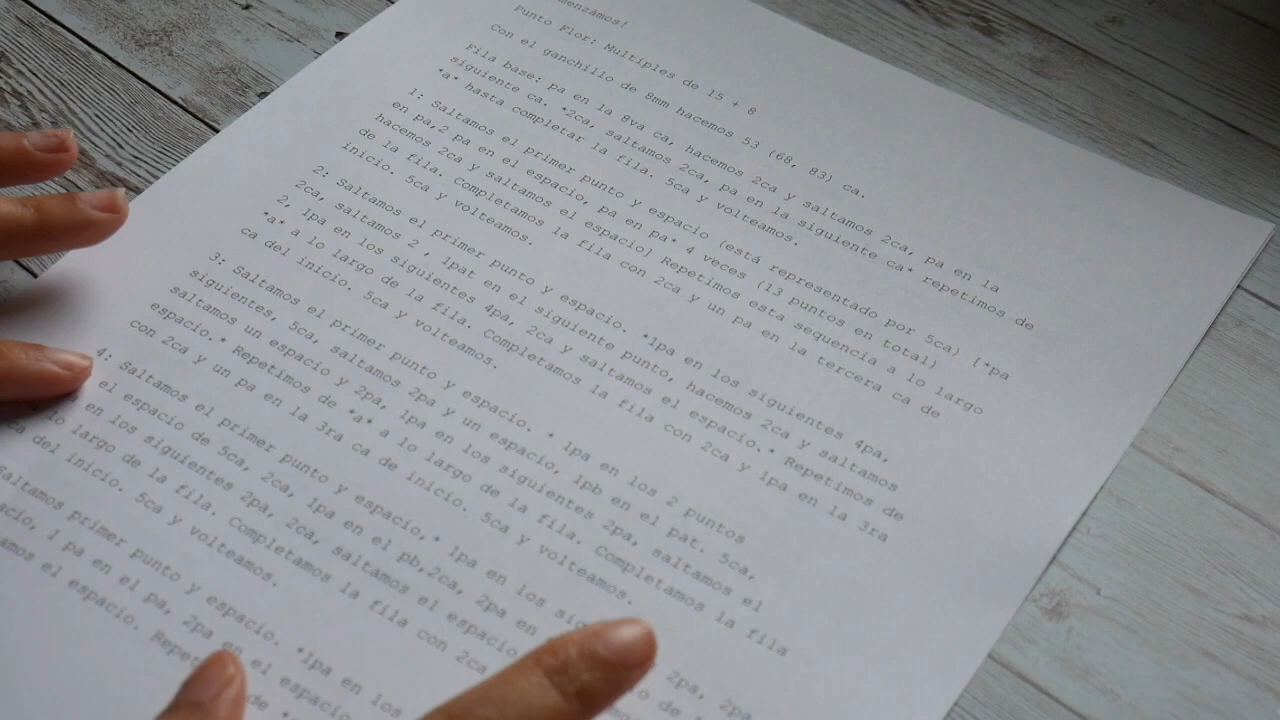 menzámos!
Punto Flor: Multiples de 15 + 8
Con el ganchillo de 8mm hacemos 53 (68, 83) ca.
Fila base: pa en la 8va ca, hacemos 2ca y saltamos 2ca, pa en la
siguiente ca. *2ca, saltamos 2ca, pa en la siguiente ca* repetimos de
*a* hasta completar la fila. 5ca y volteamos.
1: Saltamos el primer punto y espacio (está representado por 5ca) [*pa
en pa,2 pa en el espacio, pa en pa* 4 veces (13 puntos en total)
hacemos 2ca y saltamos el espacio] Repetimos esta sequencia a lo largo
de la fila. Completamos la fila con 2ca y un pa en la tercera ca de
inicio. 5ca y volteamos.
2: Saltamos el primer punto y espacio. *1pa en los siguientes 4pa,
2ca, saltamos 2 , 1pat en el siguiente punto, hacemos 2ca y saltamos
2, 1pa en los siguientes 4pa, 2ca y saltamos el espacio.* Repetimos de
*a* a lo largo de la fila. Completamos la fila con 2ca y 1pa en la 3ra
ca del inicio. 5ca y volteamos.
3: Saltamos el primer punto y espacio. * 1pa en los 2 puntos
siguientes, 5ca, saltamos 2pa y un espacio, 1pb en el pat. 5ca,
saltamos un espacio y 2pa, 1pa en los siguientes 2pa, saltamos el
espacio.* Repetimos de *a* a lo largo de la fila. Completamos la fila
con 2ca y un pa en la 3ra ca de inicio. 5ca y volteamos.
4: Saltamos el primer punto y espacio,* 1pa en los 2pa, 2pa
el espacio de 5ca, 2ca, 1pa en el pb,2ca, 2pa en
en los siguientes 2pa, 2ca, saltamos el espacio
lo largo de la fila. Completamos la fila con 2ca
ca del inicio. 5ca y volteamos.
Saltamos primer punto y espacio. *1pa en los
1 pa en el pa, 2pa en el espacio
el espacio.